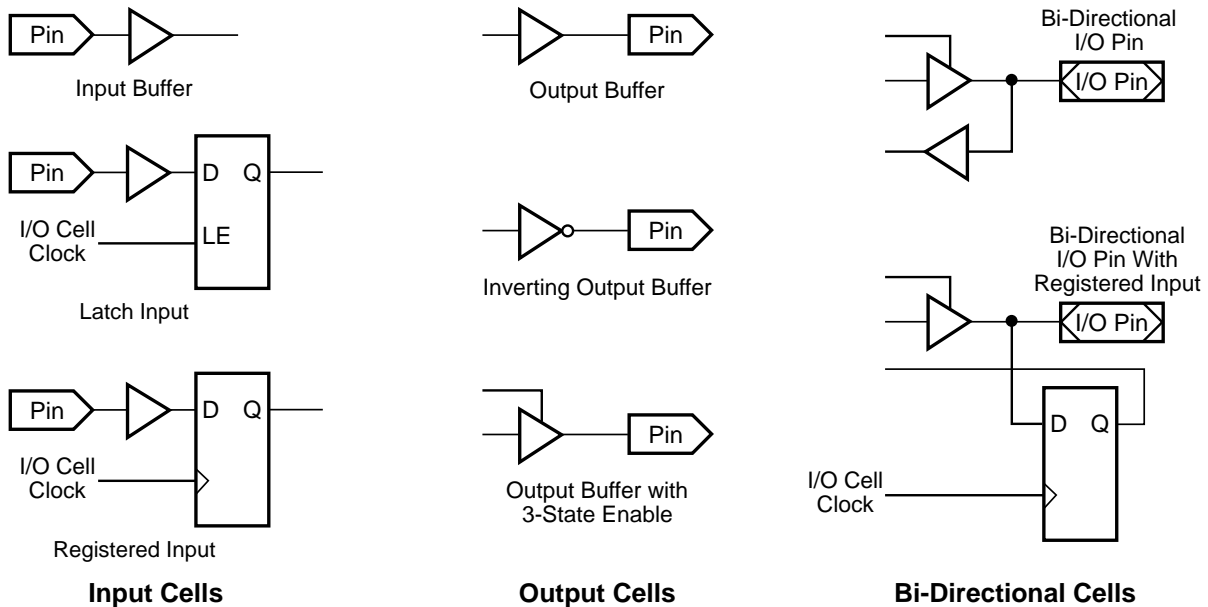 Pin
Input Buffer
Pin
D Q
I/O Cell
Clock
LE
Latch Input
Pin
D Q
I/O Cell
Clock
Registered Input
Input Cells
Pin
Output Buffer
Pin
Inverting Output Buffer
Pin
Output Buffer with
3-State Enable
Output Cells
Bi-Directional
I/O Pin
I/O Pin
Bi-Directional
I/O Pin With
Registered Input
I/O Pin
D Q
I/O Cell
Clock
Bi-Directional Cells